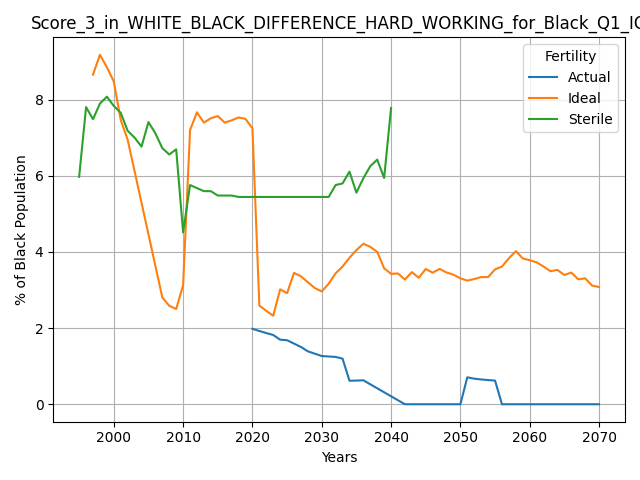 Score_3_in_WHITE_BLACK_DIFFERENCE_HARD_WORKING_for_Black_Q1_IC
Fertility
Actual
Ideal
Sterile
% of Black Population
8
6
4
2
0
2000 2010 2020 2030 2040 2050 2060 2070
Years